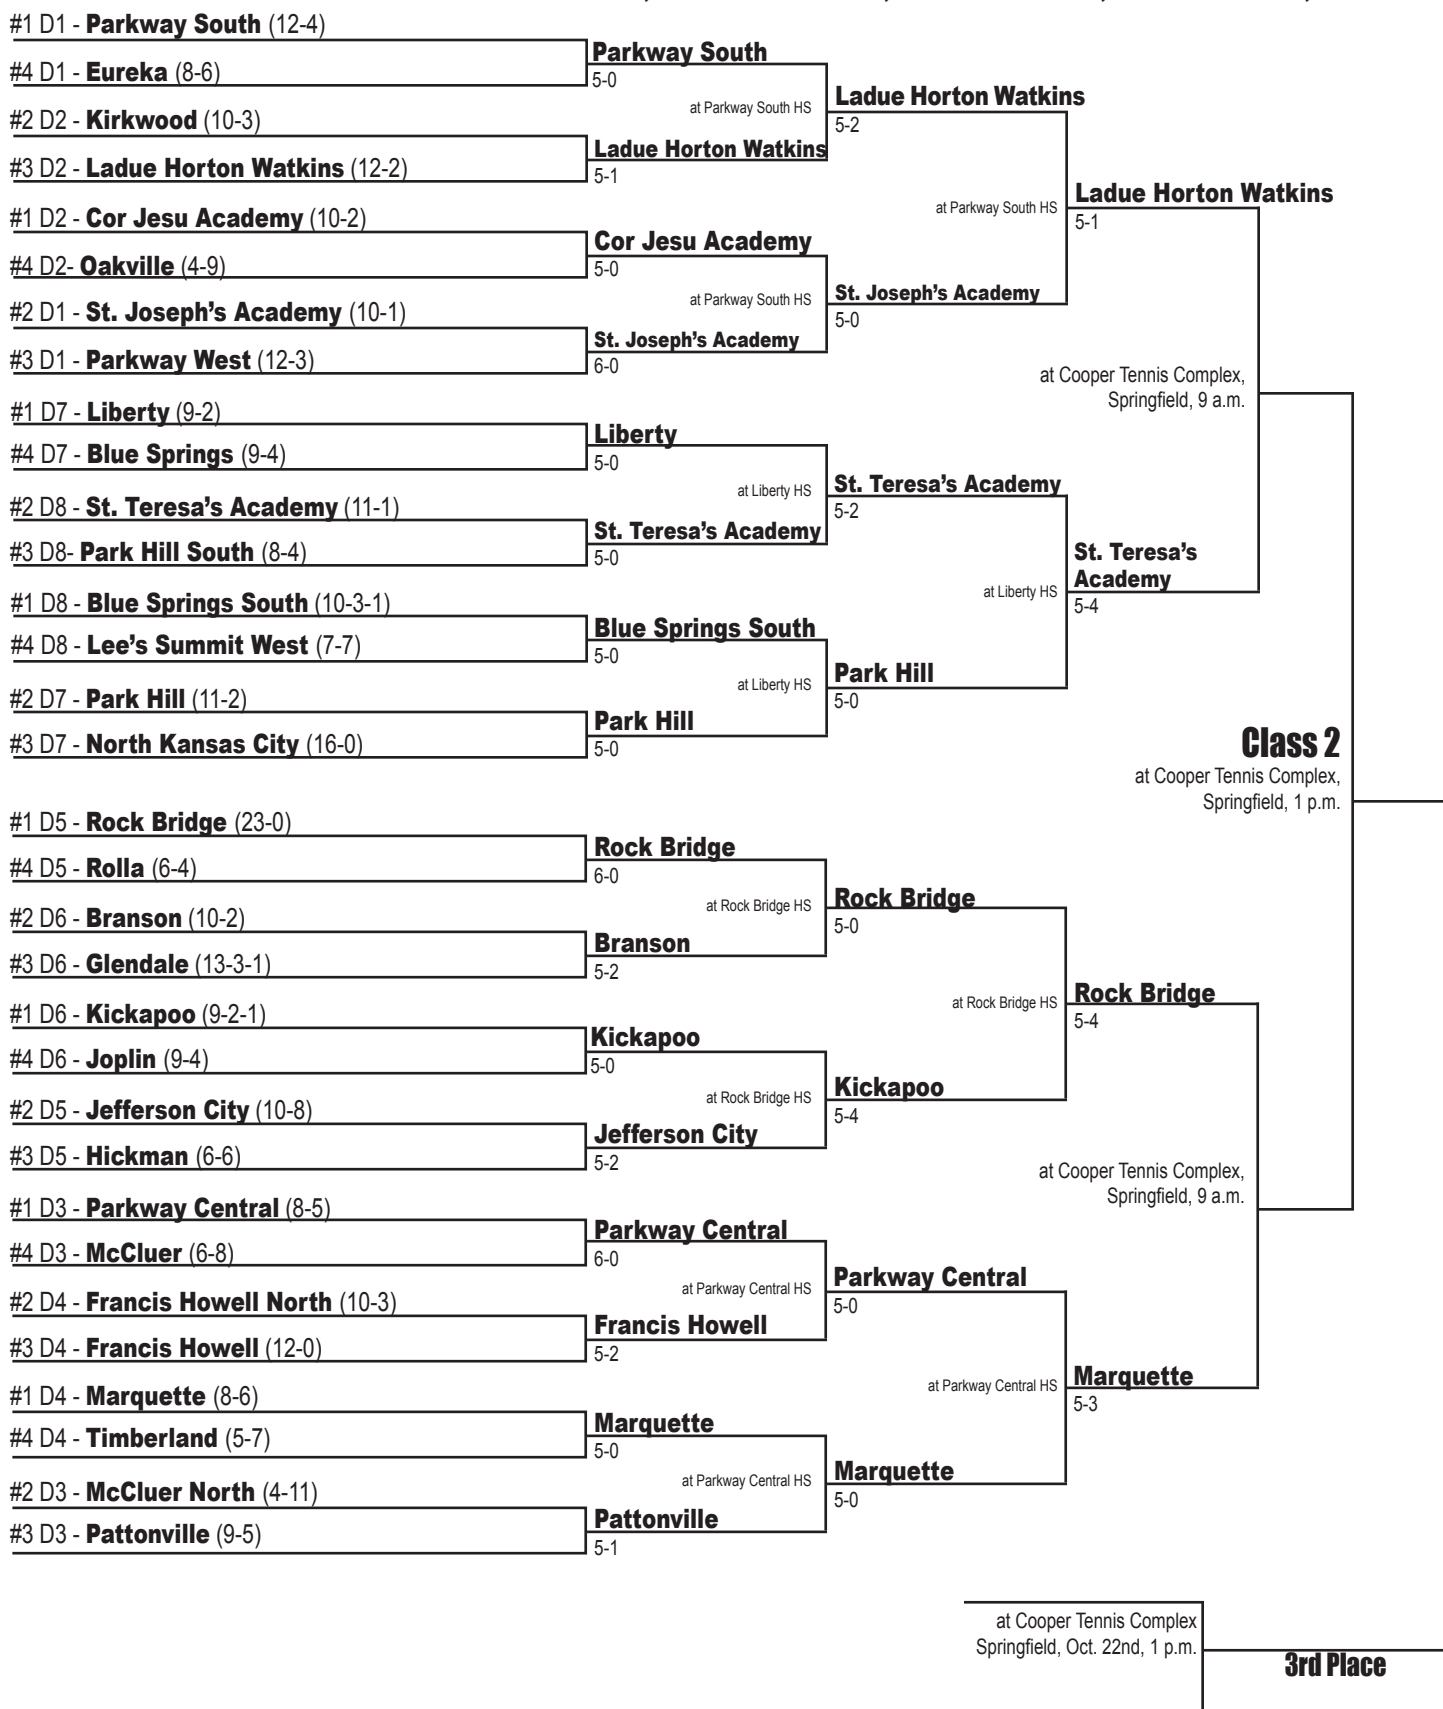 #1 D1 - Parkway South (12-4)
#4 D1 - Eureka (8-6)
#2 D2 - Kirkwood (10-3)
#3 D2 - Ladue Horton Watkins (12-2)
#1 D2 - Cor Jesu Academy (10-2)
#4 D2- Oakville (4-9)
#2 D1 - St. Joseph’s Academy (10-1)
#3 D1 - Parkway West (12-3)
#1 D7 - Liberty (9-2)
#4 D7 - Blue Springs (9-4)
#2 D8 - St. Teresa’s Academy (11-1)
#3 D8- Park Hill South (8-4)
#1 D8 - Blue Springs South (10-3-1)
#4 D8 - Lee’s Summit West (7-7)
#2 D7 - Park Hill (11-2)
#3 D7 - North Kansas City (16-0)
#1 D5 - Rock Bridge (23-0)
#4 D5 - Rolla (6-4)
#2 D6 - Branson (10-2)
#3 D6 - Glendale (13-3-1)
#1 D6 - Kickapoo (9-2-1)
#4 D6 - Joplin (9-4)
#2 D5 - Jefferson City (10-8)
#3 D5 - Hickman (6-6)
#1 D3 - Parkway Central (8-5)
#4 D3 - McCluer (6-8)
#2 D4 - Francis Howell North (10-3)
#3 D4 - Francis Howell (12-0)
#1 D4 - Marquette (8-6)
#4 D4 - Timberland (5-7)
#2 D3 - McCluer North (4-11)
#3 D3 - Pattonville (9-5)
Parkway South
5-0
at Parkway South HS
Ladue Horton Watkins
5-1
Cor Jesu Academy
5-0
at Parkway South HS
St. Joseph’s Academy
6-0
Liberty
5-0
at Liberty HS
St. Teresa’s Academy
5-0
Blue Springs South
5-0
at Liberty HS
Park Hill
5-0
Rock Bridge
6-0
at Rock Bridge HS
Branson
5-2
Kickapoo
5-0
at Rock Bridge HS
Jefferson City
5-2
Parkway Central
6-0
at Parkway Central HS
Francis Howell
5-2
Marquette
5-0
at Parkway Central HS
Pattonville
5-1
Ladue Horton Watkins
5-2
at Parkway South HS
St. Joseph’s Academy
5-0
St. Teresa’s Academy
5-2
at Liberty HS
Park Hill
5-0
Rock Bridge
5-0
at Rock Bridge HS
Kickapoo
5-4
Parkway Central
5-0
at Parkway Central HS
Marquette
5-0
Ladue Horton Watkins
5-1
at Cooper Tennis Complex,
Springfield, 9 a.m.
St. Teresa’s
Academy
5-4
Rock Bridge
5-4
at Cooper Tennis Complex,
Springfield, 9 a.m.
Marquette
5-3
Class 2
at Cooper Tennis Complex,
Springfield, 1 p.m.
at Cooper Tennis Complex
Springfield, Oct. 22nd, 1 p.m.
3rd Place